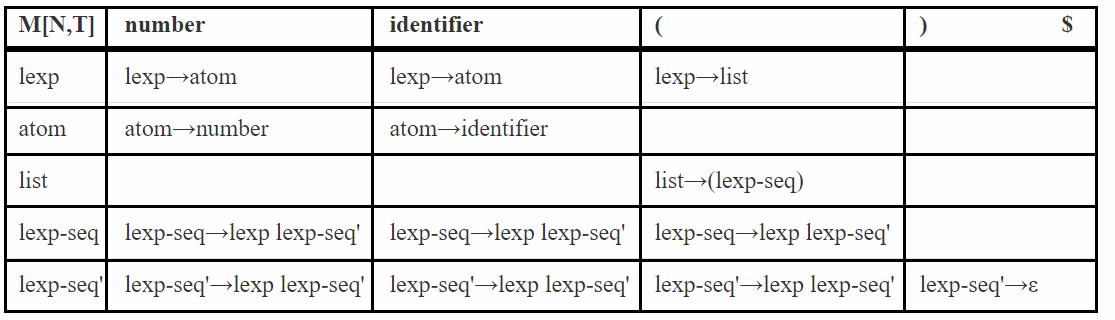 M[N,T] number identifier ( ) $
lexp lexp→atom lexp→atom lexp→list
atom atom→number atom→identifier
list list→(lexp-seq)
lexp-seq lexp-seq→lexp lexp-seq' lexp-seq→lexp lexp-seq' lexp-seq→lexp lexp-seq'
lexp-seq' lexp-seq'→lexp lexp-seq' lexp-seq'→lexp lexp-seq' lexp-seq'→lexp lexp-seq' lexp-seq'→ε